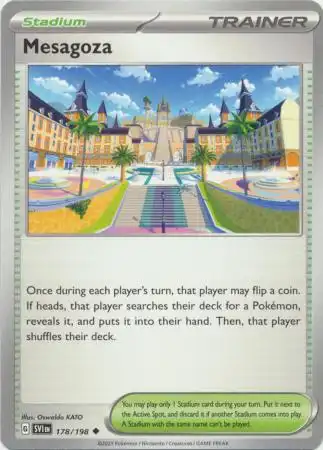 Stadium
TRAINER
Mesagoza
Once during each player's turn, that player may flip a coin.
If heads, that player searches their deck for a Pokémon,
reveals it, and puts it into their hand. Then, that player
shuffles their deck.
Illus. Oswaldo KATO
G SVI EN 178/198
You may play only 1 Stadium card during your turn. Put it next to
the Active Spot, and discard it if another Stadium comes into play.
A Stadium with the same name can't be played.
©2023 Pokémon / Nintendo / Creatures / GAME FREAK